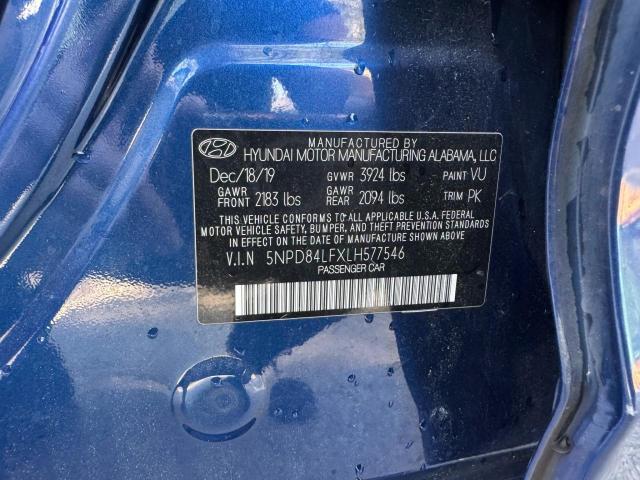 MANUFACTURED BY
HYUNDAI MOTOR MANUFACTURING ALABAMA, LLC
Dec/18/19 GVWR 3924 lbs PAINT VU
GAWR FRONT 2183 lbs GAWR REAR 2094 lbs TRIM PK
THIS VEHICLE CONFORMS TO ALL APPLICABLE U.S.A. FEDERAL
MOTOR VEHICLE SAFETY, BUMPER, AND THEFT PREVENTION STANDARDS
IN EFFECT ON THE DATE OF MANUFACTURE SHOWN ABOVE.
V.I.N 5NPD84LFXLH577546
PASSENGER CAR